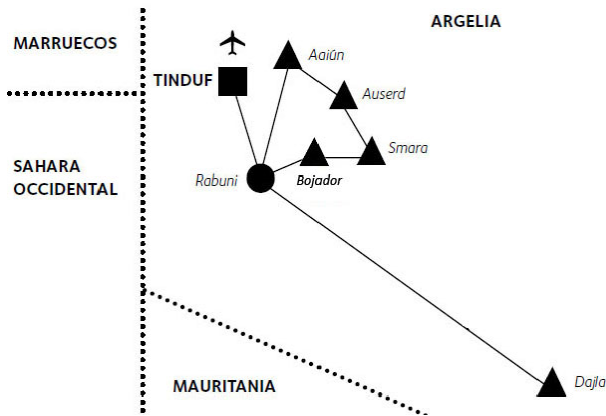 ARGELIA
MARRUECOS
Aaiún
TINDUF
Auserd
Smara
SAHARA
OCCIDENTAL
Rabuni
Bojador
MAURITANIA
Dajla